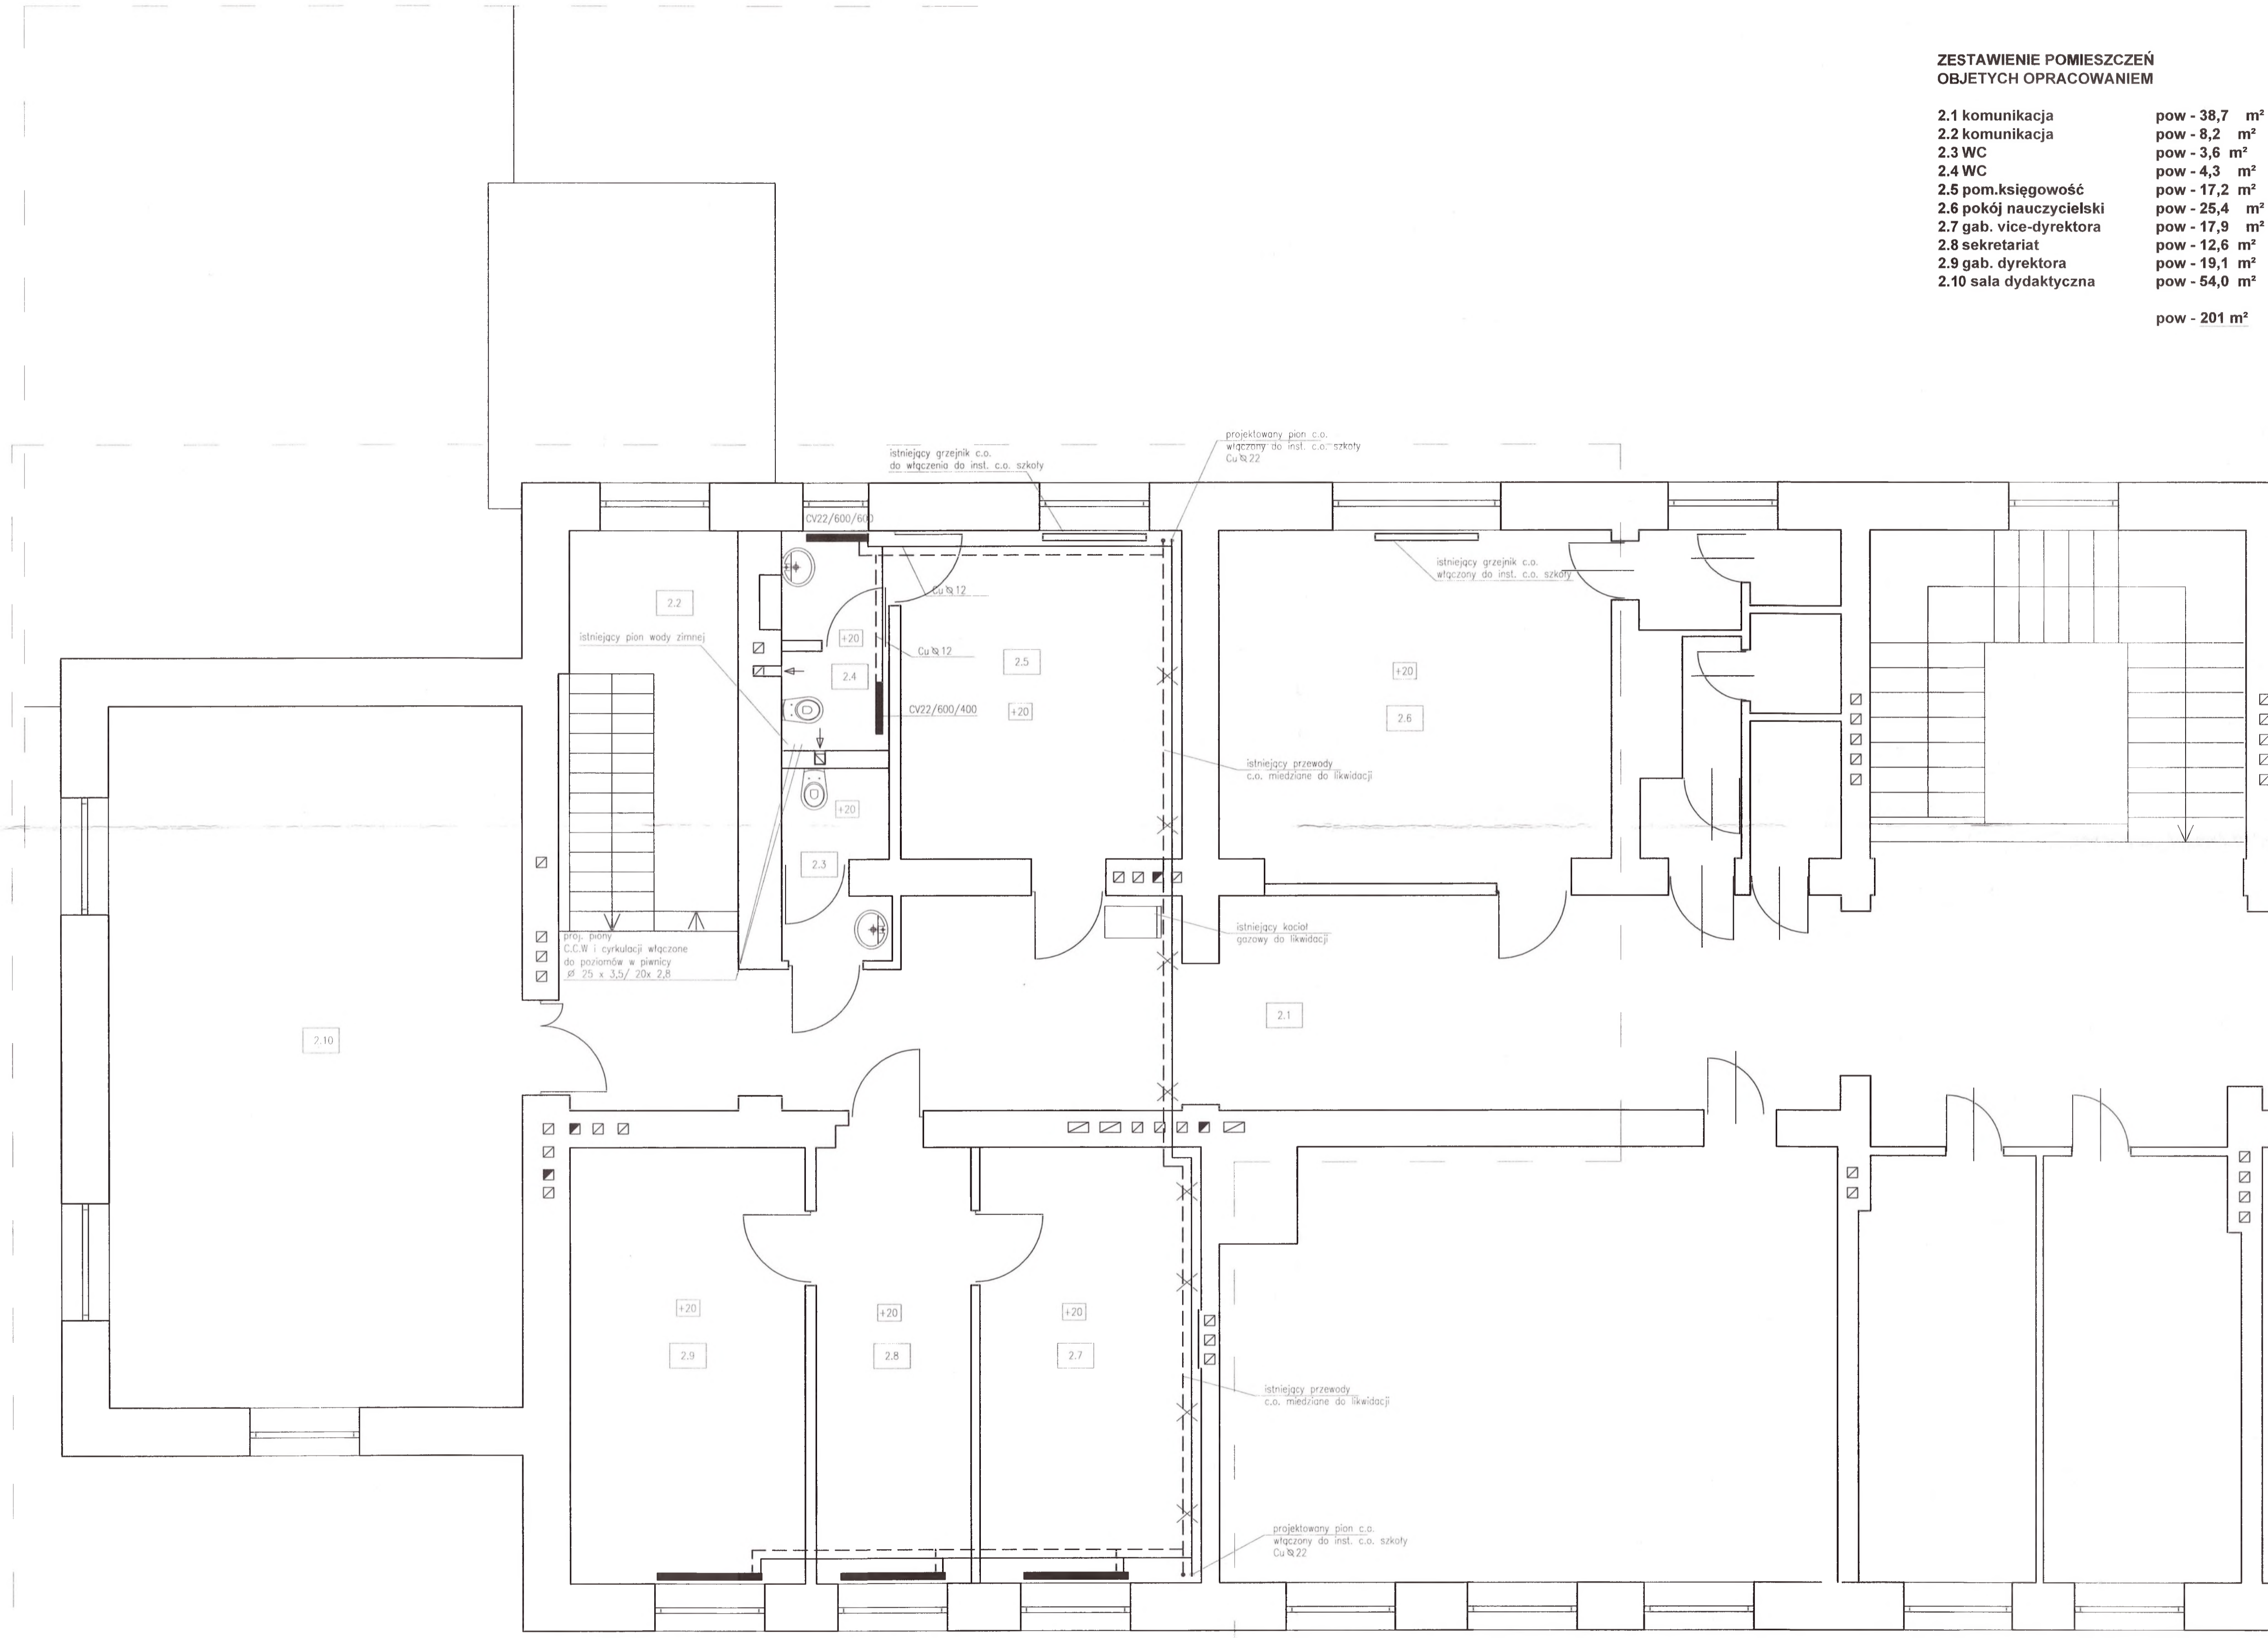 ZESTAWIENIE POMIESZCZEŃ
OBJETYCH OPRACOWANIEM
2.1 komunikacja pow - 38,7 m²
2.2 komunikacja pow - 8,2 m²
2.3 WC pow - 3,6 m²
2.4 WC pow - 4,3 m²
2.5 pom.księgowość pow - 17,2 m²
2.6 pokój nauczycielski pow - 25,4 m²
2.7 gab. vice-dyrektora pow - 17,9 m²
2.8 sekretariat pow - 12,6 m²
2.9 gab. dyrektora pow - 19,1 m²
2.10 sala dydaktyczna pow - 54,0 m²
pow - 201 m²
projektowany pion c.o.
włączony do inst. c.o. szkoły
Cu ⌀ 22
istniejący grzejnik c.o.
do włączenia do inst. c.o. szkoły
CV22/600/600
istniejący grzejnik c.o.
włączony do inst. c.o. szkoły
Cu ⌀ 12
2.2
istniejący pion wody zimnej
+20
Cu ⌀ 12
2.4
2.5
+20
2.6
CV22/600/400
+20
istniejący przewody
c.o. miedziane do likwidacji
+20
2.3
istniejący kocioł
gazowy do likwidacji
proj. piony
C.C.W i cyrkulacji włączone
do poziomów w piwnicy
Ø 25 x 3,5/ 20x 2,8
2.1
2.10
+20
+20
+20
2.9
2.8
2.7
istniejący przewody
c.o. miedziane do likwidacji
projektowany pion c.o.
włączony do inst. c.o. szkoły
Cu ⌀ 22